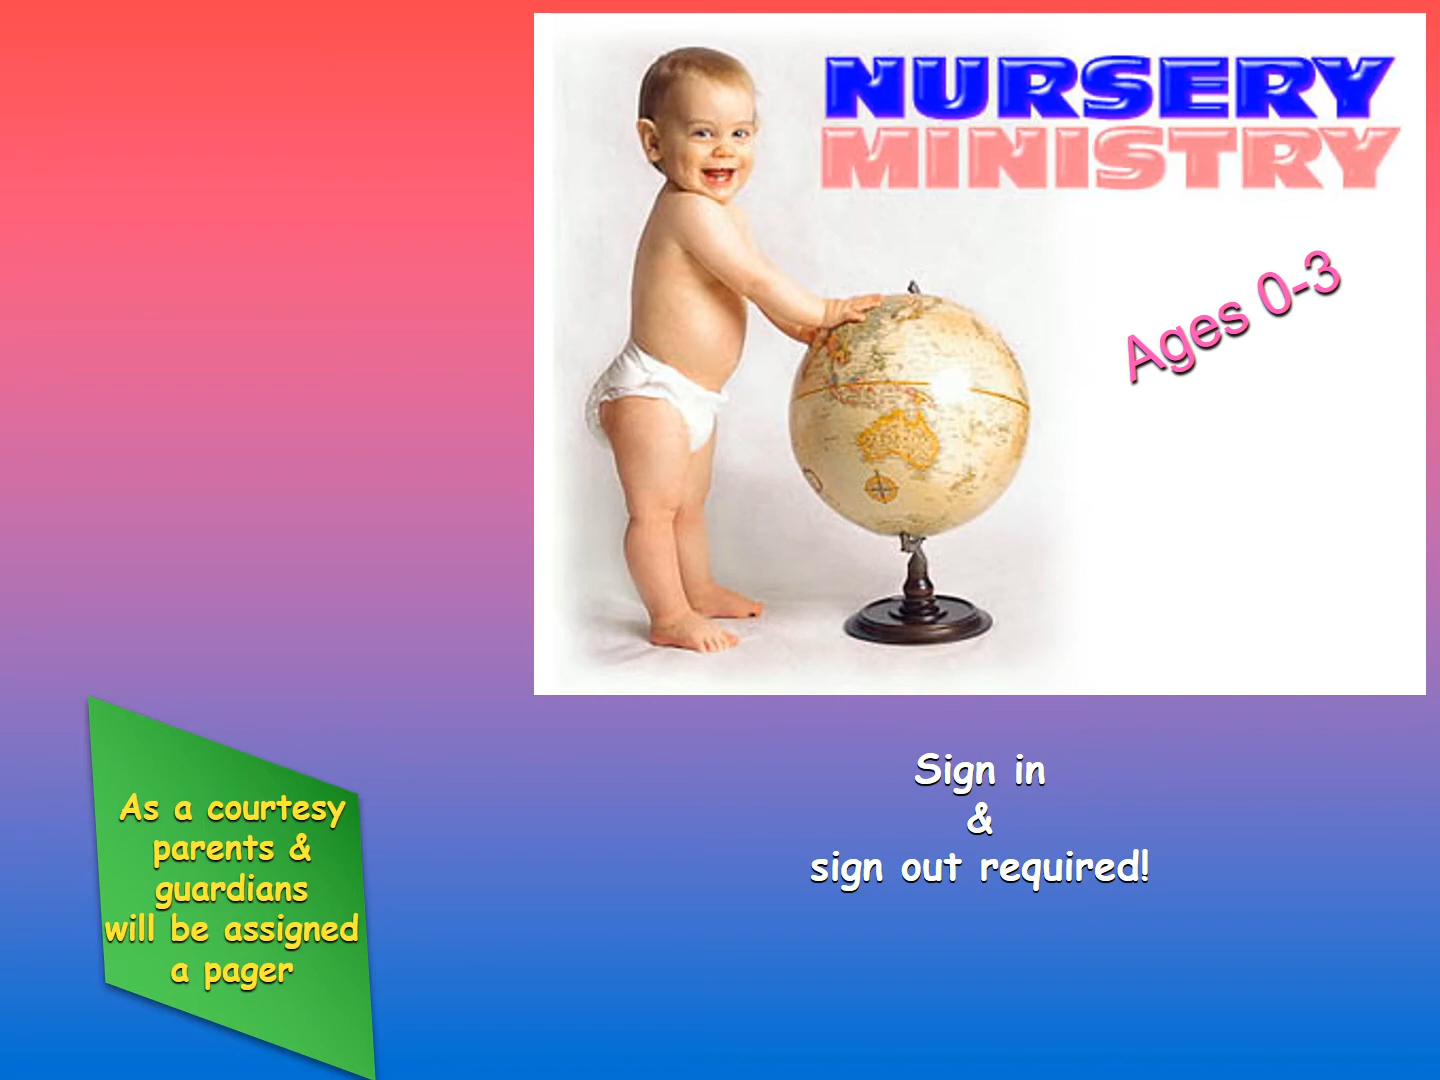 NURSERY
MINISTRY
Ages 0-3
Sign in
&
sign out required!
As a courtesy
parents &
guardians
will be assigned
a pager